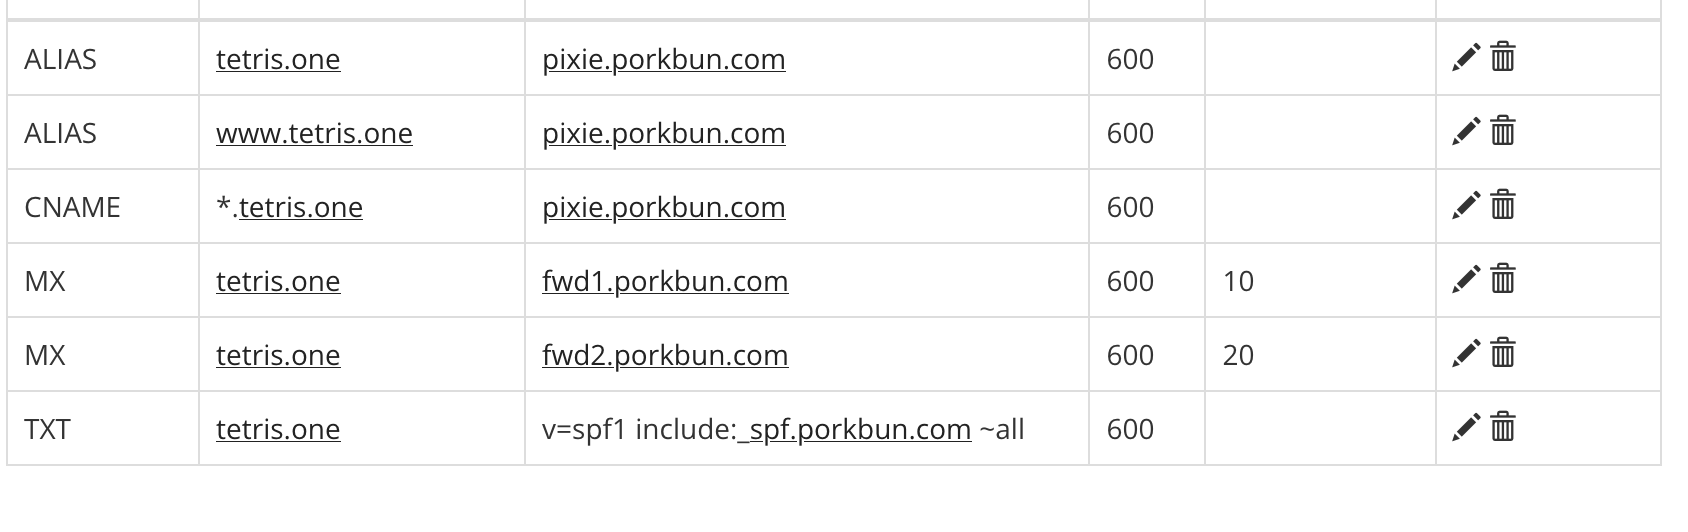 ALIAS tetris.one pixie.porkbun.com 600
ALIAS www.tetris.one pixie.porkbun.com 600
CNAME *.tetris.one pixie.porkbun.com 600
MX tetris.one fwd1.porkbun.com 600 10
MX tetris.one fwd2.porkbun.com 600 20
TXT tetris.one v=spf1 include:_spf.porkbun.com ~all 600